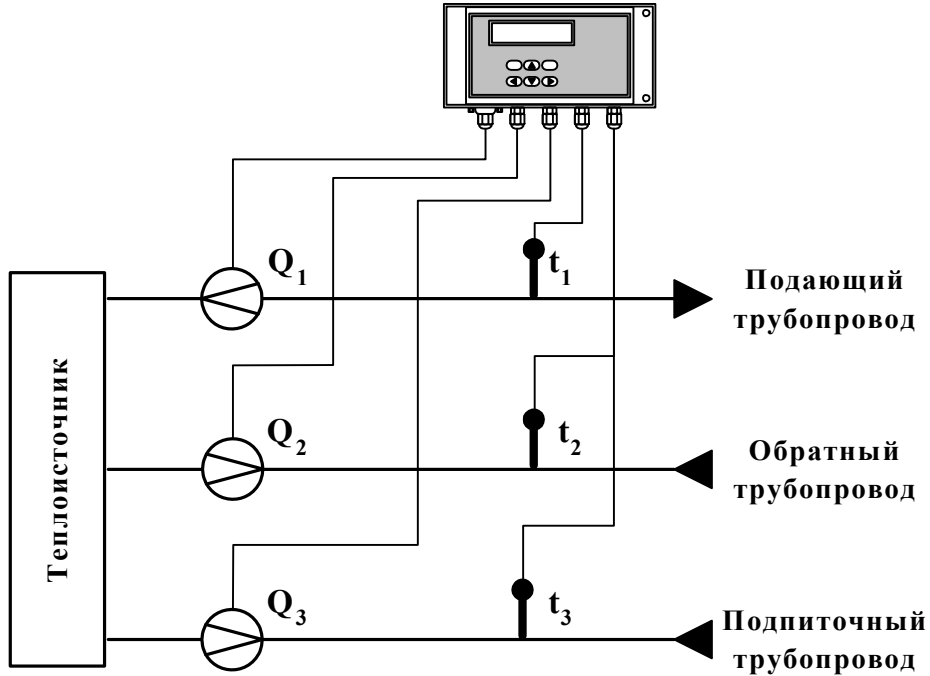 Q1
t1
Подающий
трубопровод
Теплоисточник
Q2
t2
Обратный
трубопровод
Q3
t3
Подпиточный
трубопровод